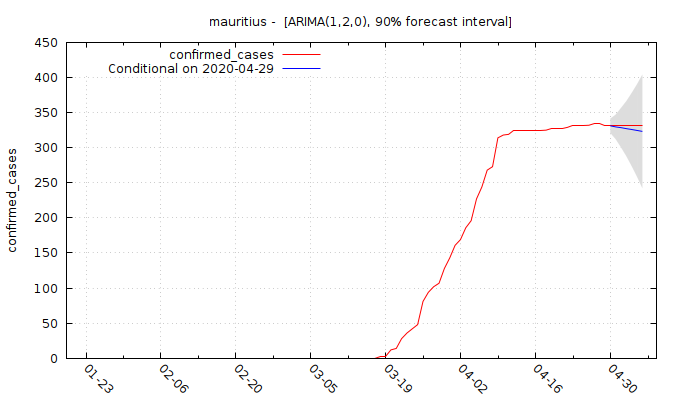 mauritius -  [ARIMA(1,2,0), 90% forecast interval]
confirmed_cases
Conditional on 2020-04-29
confirmed_cases
450
400
350
300
250
200
150
100
50
0
01-23 02-06 02-20 03-05 03-19 04-02 04-16 04-30